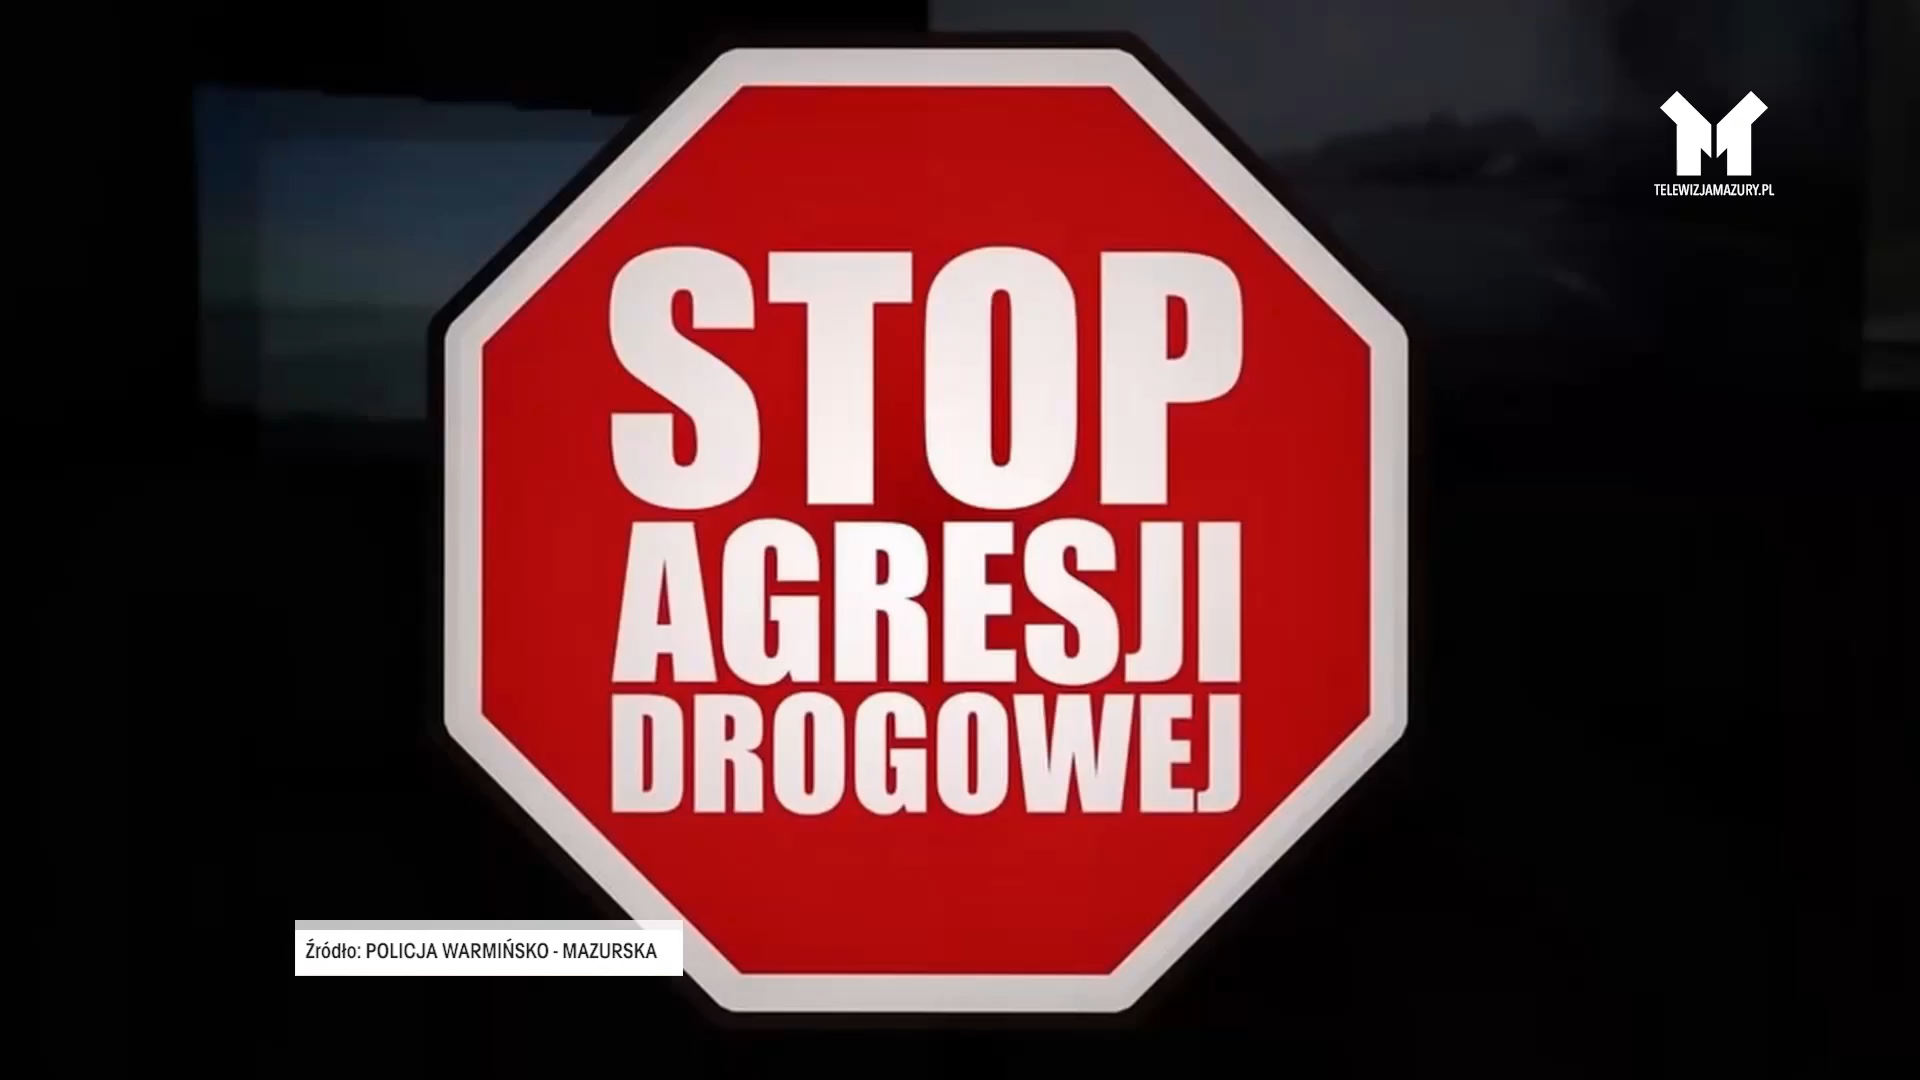 TELEWIZJAMAZURY.PL
STOP
AGRESJI
DROGOWEJ
Źródło: POLICJA WARMIŃSKO - MAZURSKA